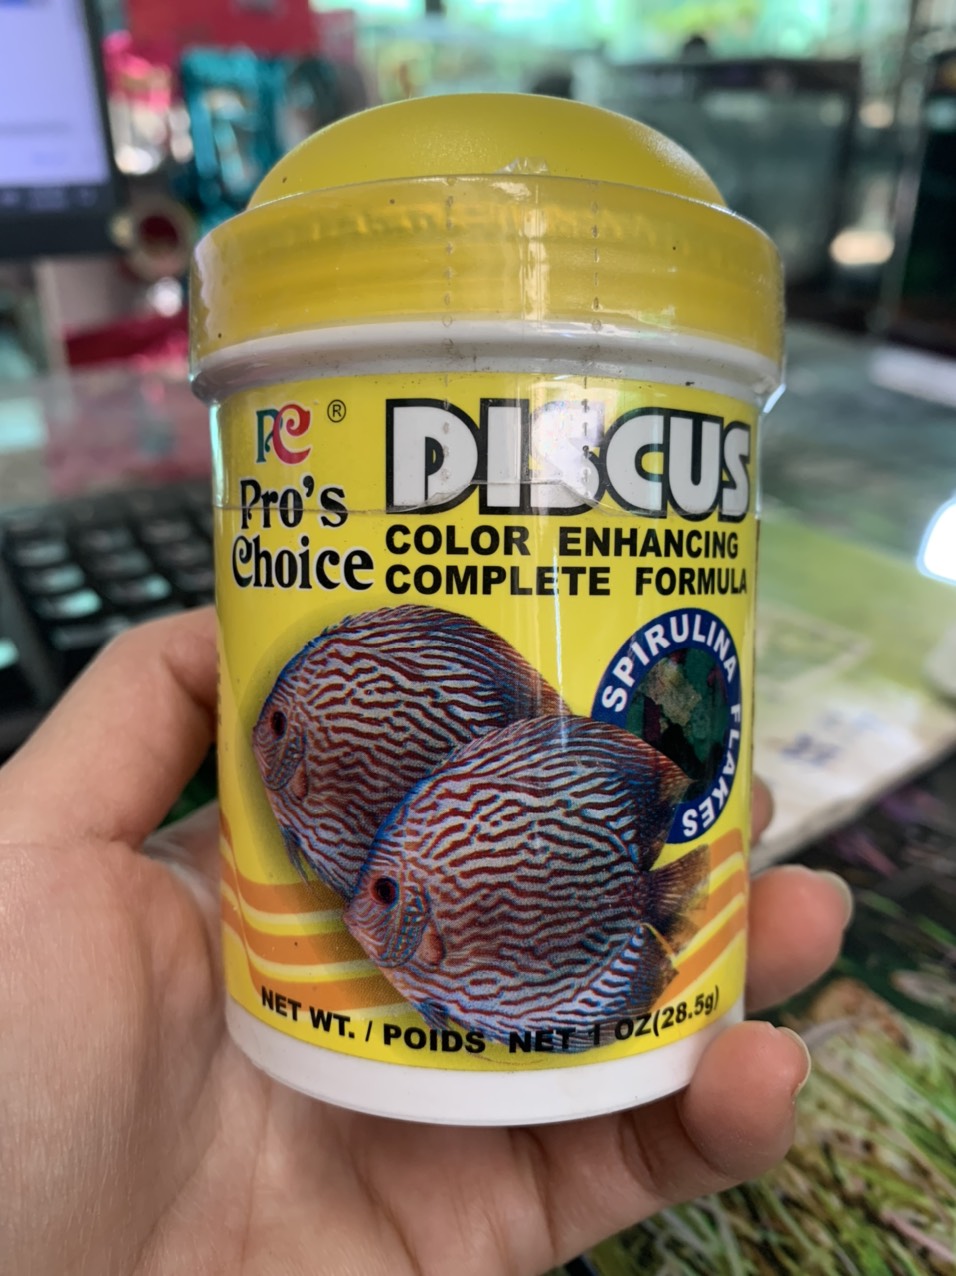 PC ®
Pro's
Choice
DISCUS
COLOR ENHANCING
COMPLETE FORMULA
SPIRULINA FLAKES
NET WT. / POIDS NET 1 OZ(28.5g)